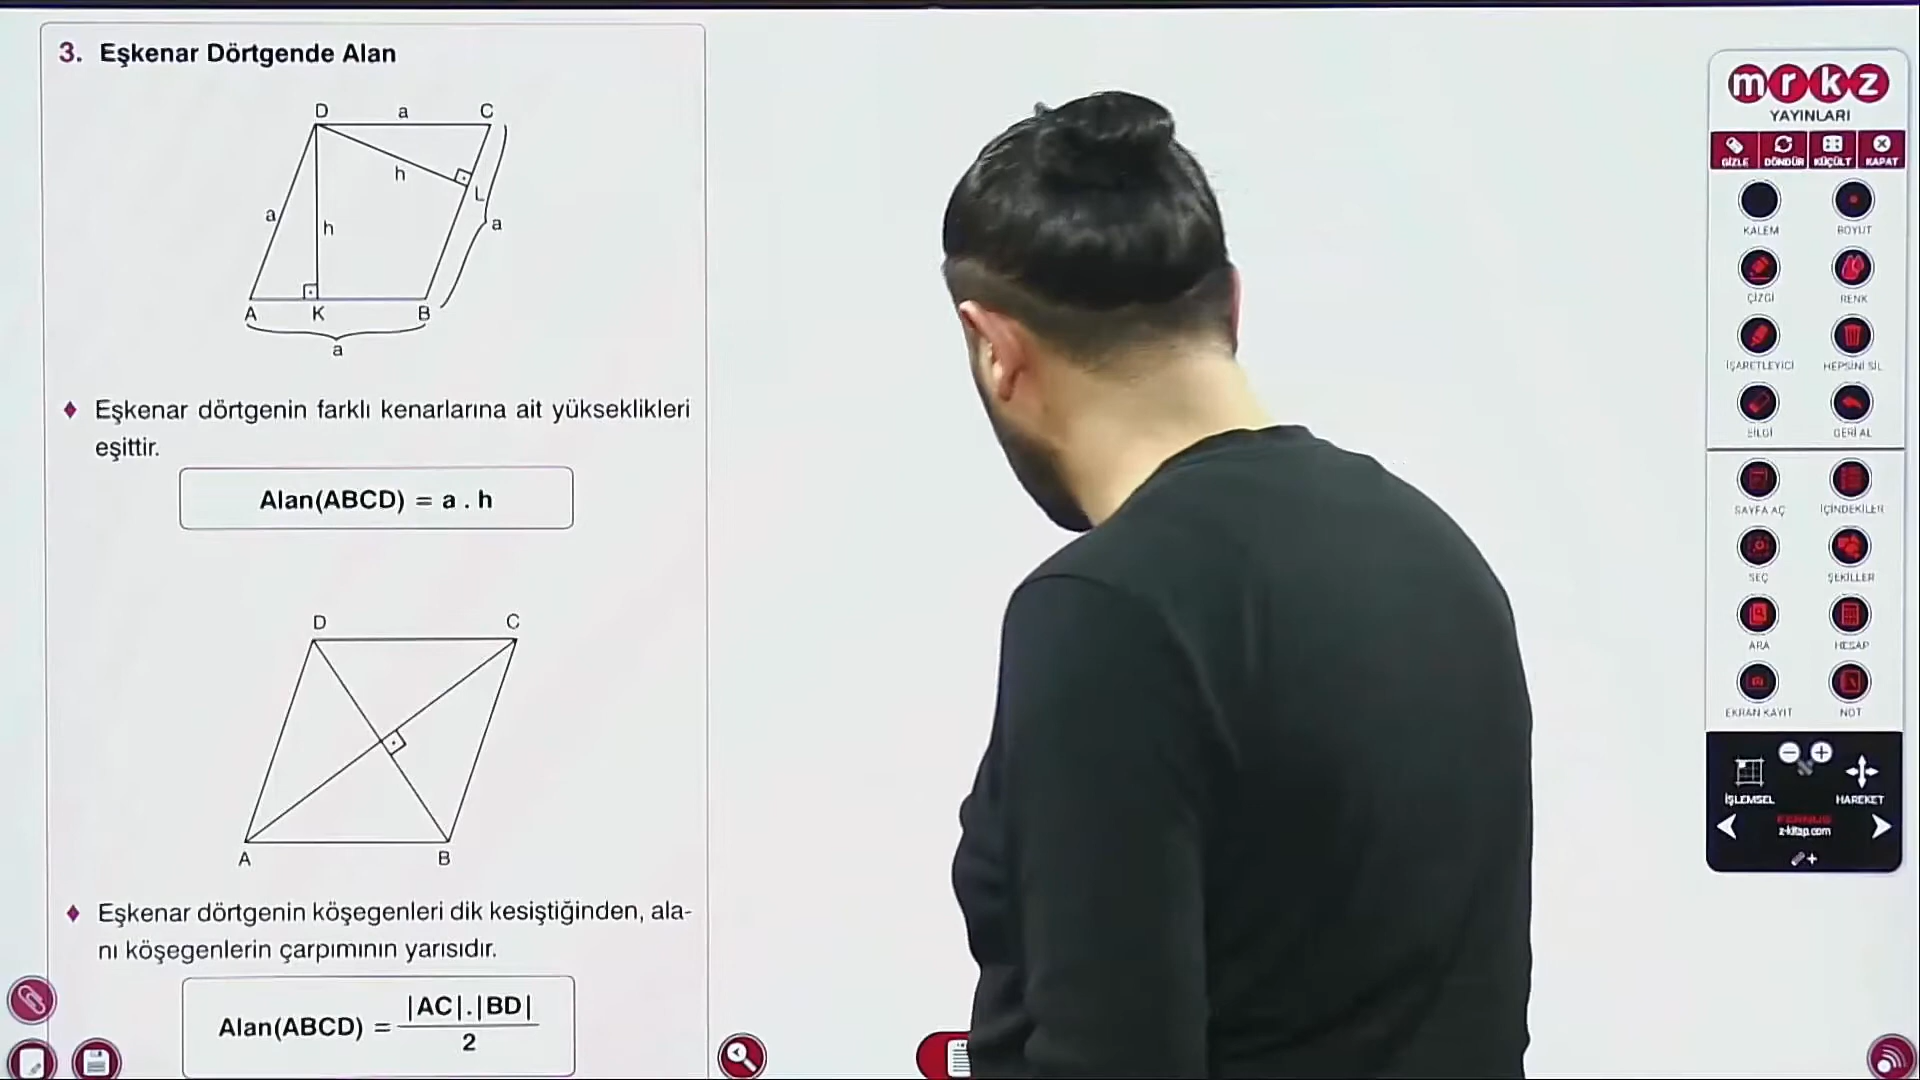 3. Eşkenar Dörtgende Alan
D a C
h
L
a
h
a
A K B
a
♦ Eşkenar dörtgenin farklı kenarlarına ait yükseklikleri
eşittir.
Alan(ABCD) = a . h
D C
A B
♦ Eşkenar dörtgenin köşegenleri dik kesiştiğinden, ala-
nı köşegenlerin çarpımının yarısıdır.
Alan(ABCD) = |AC|.|BD| / 2
mrkz
YAYINLARI
GİZLE DÖNDÜR KÜÇÜLT KAPAT
KALEM BOYUT
ÇİZGİ RENK
İŞARETLEYİCİ HEPSİNİ SİL
SİLGİ GERİ AL
SAYFA AÇ İÇİNDEKİLER
SEÇ ŞEKİLLER
ARA HESAP
EKRAN KAYIT NOT
İŞLEMSEL HAREKET
FERNUS
z-kitap.com